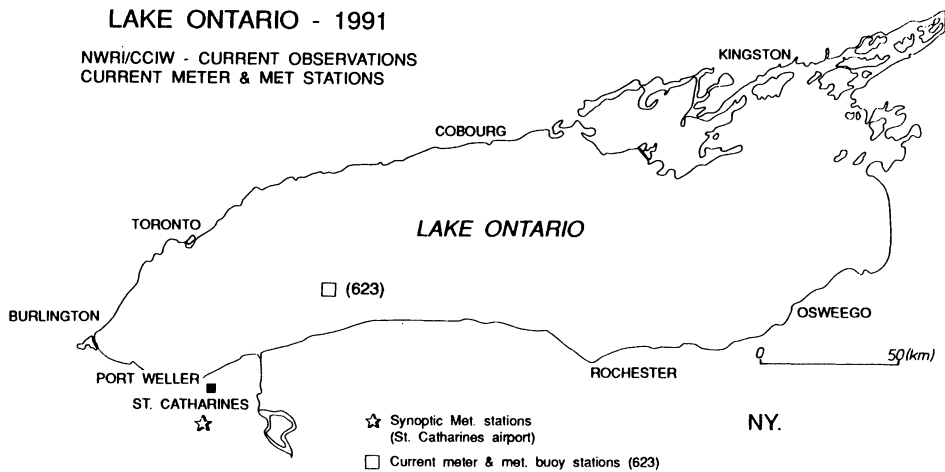 LAKE ONTARIO - 1991
NWRI/CCIW - CURRENT OBSERVATIONS
CURRENT METER & MET STATIONS
KINGSTON
COBOURG
TORONTO
LAKE ONTARIO
(623)
BURLINGTON
OSWEEGO
0 50 (km)
PORT WELLER
ROCHESTER
ST. CATHARINES
Synoptic Met. stations
(St. Catharines airport)
NY.
Current meter & met. buoy stations (623)